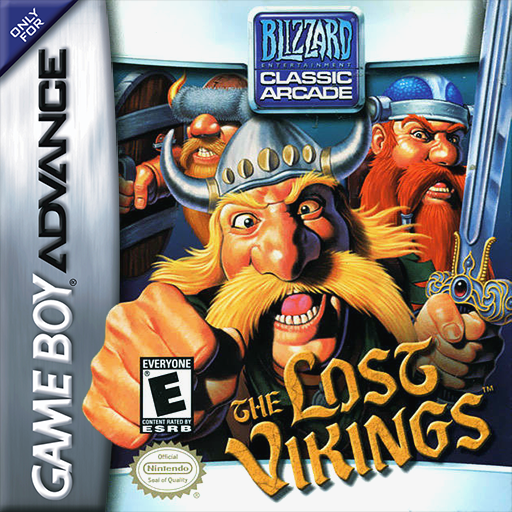 ONLY
FOR
GAME BOY ADVANCE
BLIZZARD
ENTERTAINMENT
CLASSIC
ARCADE
EVERYONE
E
CONTENT RATED BY
ESRB
THE LOST
VIKINGS™
Official
Nintendo
Seal of Quality